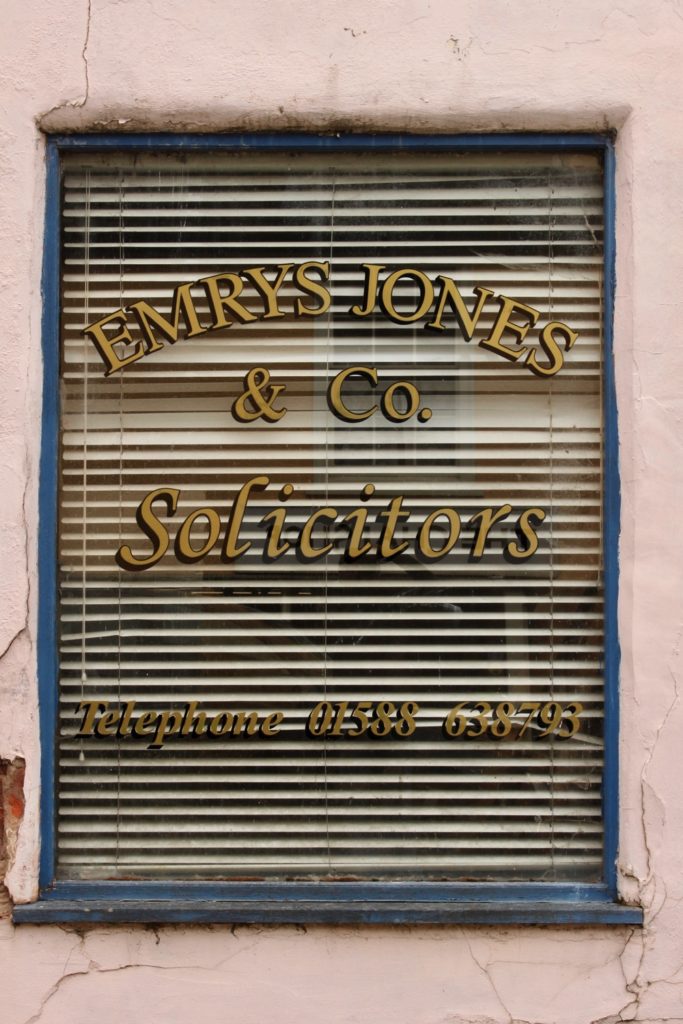 EMRYS JONES
& Co.
Solicitors
Telephone 01588 638793